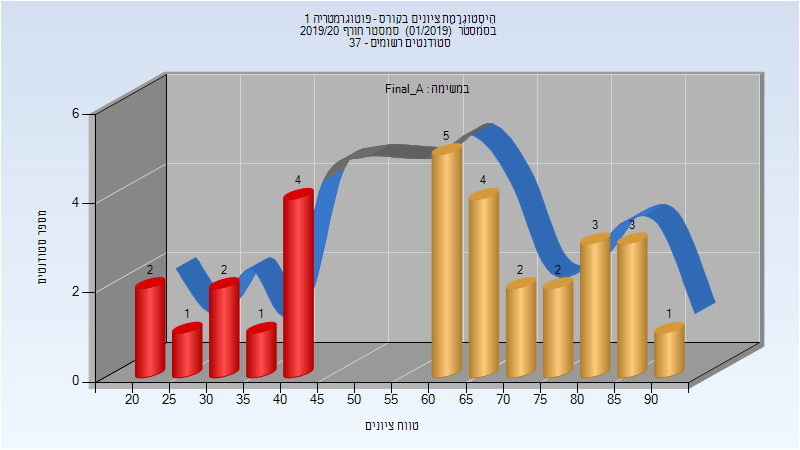 היסטוגרמת ציונים בקורס - פוטוגרמטריה 1
בסמסטר (01/2019) סמסטר חורף 2019/20
סטודנטים רשומים - 37
במשימה : Final_A
מספר סטודנטים
6
4
2
0
2
1
2
1
4
5
4
2
2
3
3
1
20 25 30 35 40 45 50 55 60 65 70 75 80 85 90
טווח ציונים